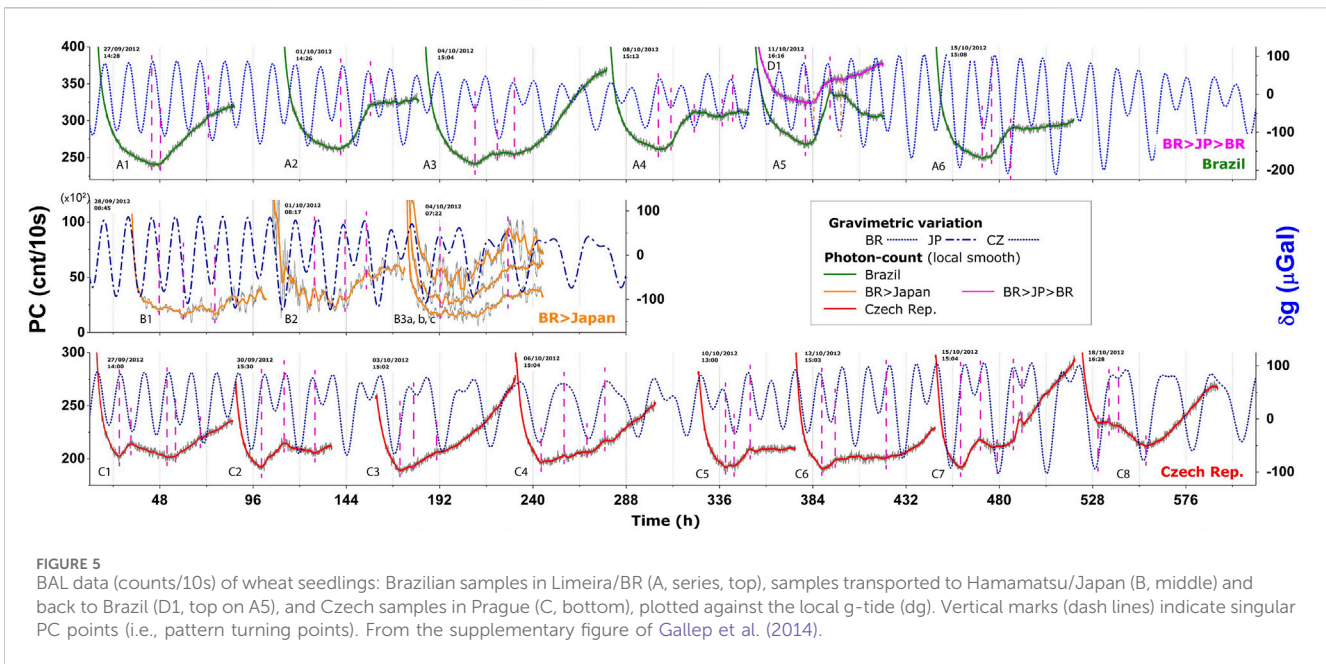 400
350
300
250
27/09/2012
14:28
01/10/2012
14:26
04/10/2012
15:04
08/10/2012
15:13
11/10/2012
16:16
D1
15/10/2012
15:08
100
0
-100
-200
A1
A2
A3
A4
A5
A6
BR>JP>BR
Brazil
(x10²)
100
50
0
28/09/2012
08:45
01/10/2012
08:17
04/10/2012
07:22
100
0
-100
B1
B2
B3a, b, c
BR>Japan
Gravimetric variation
BR JP CZ
Photon-count (local smooth)
Brazil
BR>Japan BR>JP>BR
Czech Rep.
PC (cnt/10s)
δg (μGal)
300
250
200
27/09/2012
14:00
30/09/2012
15:30
03/10/2012
15:02
06/10/2012
15:04
10/10/2012
13:00
12/10/2012
15:03
15/10/2012
15:04
18/10/2012
16:28
100
0
-100
C1
C2
C3
C4
C5
C6
C7
C8
Czech Rep.
48 96 144 192 240 288 336 384 432 480 528 576
Time (h)
FIGURE 5
BAL data (counts/10s) of wheat seedlings: Brazilian samples in Limeira/BR (A, series, top), samples transported to Hamamatsu/Japan (B, middle) and
back to Brazil (D1, top on A5), and Czech samples in Prague (C, bottom), plotted against the local g-tide (dg). Vertical marks (dash lines) indicate singular
PC points (i.e., pattern turning points). From the supplementary figure of Gallep et al. (2014).